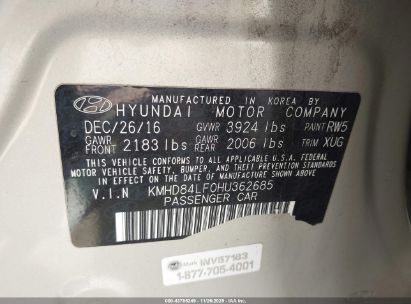 MANUFACTURED IN KOREA BY
HYUNDAI MOTOR COMPANY
DEC/26/16 GVWR 3924 lbs PAINT RW5
GAWR FRONT 2183 lbs GAWR REAR 2006 lbs TRIM XUG
THIS VEHICLE CONFORMS TO ALL APPLICABLE U.S.A. FEDERAL
MOTOR VEHICLE SAFETY, BUMPER, AND THEFT PREVENTION
STANDARDS IN EFFECT ON THE DATE OF MANUFACTURE SHOWN ABOVE.
V.I.N KMHD84LF0HU362685
PASSENGER CAR
1-877-705-4001